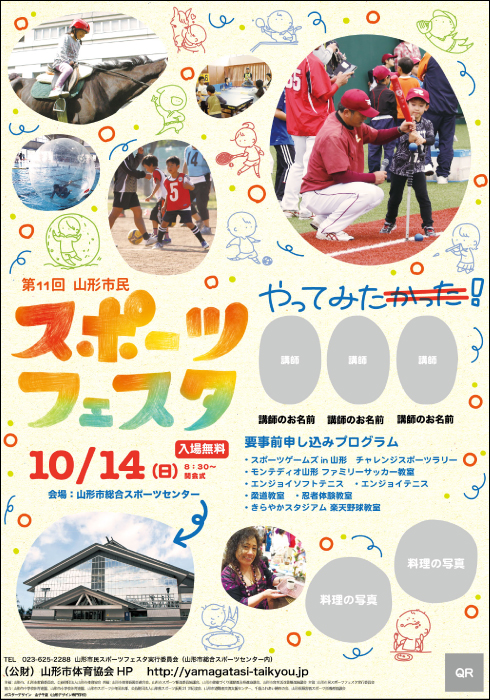 第11回 山形市民
スポーツ
フェスタ
やってみたかった!
講師
講師
講師
講師のお名前
講師のお名前
講師のお名前
入場無料
10/14(日)
8:30〜
開会式
会場:山形市総合スポーツセンター
要事前申し込みプログラム
・スポーツゲームズ in 山形 チャレンジスポーツラリー
・モンテディオ山形 ファミリーサッカー教室
・エンジョイソフトテニス ・エンジョイテニス
・柔道教室 ・忍者体験教室
・きらやかスタジアム 楽天野球教室
料理の写真
料理の写真
TEL 023-625-2288 山形市民スポーツフェスタ実行委員会(山形市総合スポーツセンター内)
(公財)山形市体育協会 HP http://yamagatasi-taikyou.jp
QR